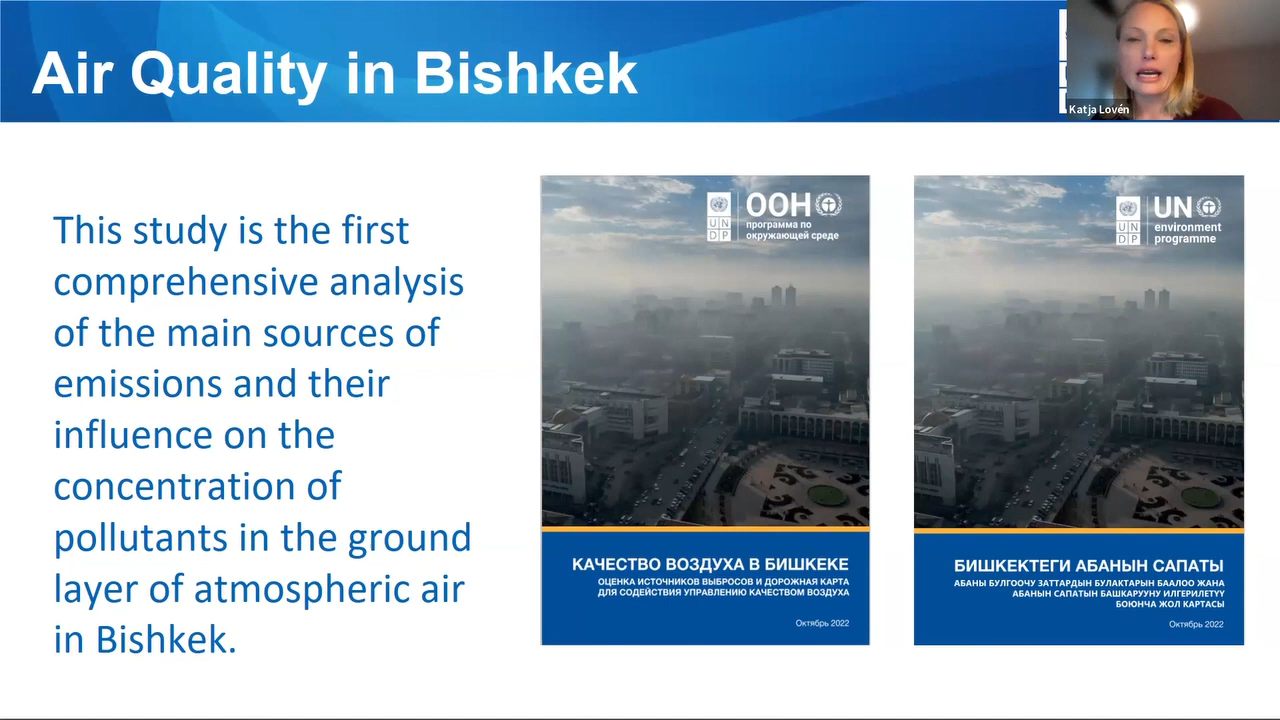 Air Quality in Bishkek
Katja Lovén
This study is the first
comprehensive analysis
of the main sources of
emissions and their
influence on the
concentration of
pollutants in the ground
layer of atmospheric air
in Bishkek.
U N
D P
ООН
программа по
окружающей среде
КАЧЕСТВО ВОЗДУХА В БИШКЕКЕ
ОЦЕНКА ИСТОЧНИКОВ ВЫБРОСОВ И ДОРОЖНАЯ КАРТА
ДЛЯ СОДЕЙСТВИЯ УПРАВЛЕНИЮ КАЧЕСТВОМ ВОЗДУХА
Октябрь 2022
U N
D P
UN
environment
programme
БИШКЕКТЕГИ АБАНЫН САПАТЫ
АБАНЫ БУЛГООЧУ ЗАТТАРДЫН БУЛАКТАРЫН БААЛОО ЖАНА
АБАНЫН САПАТЫН БАШКАРУУНУ ИЛГЕРИЛЕТҮҮ
БОЮНЧА ЖОЛ КАРТАСЫ
Октябрь 2022